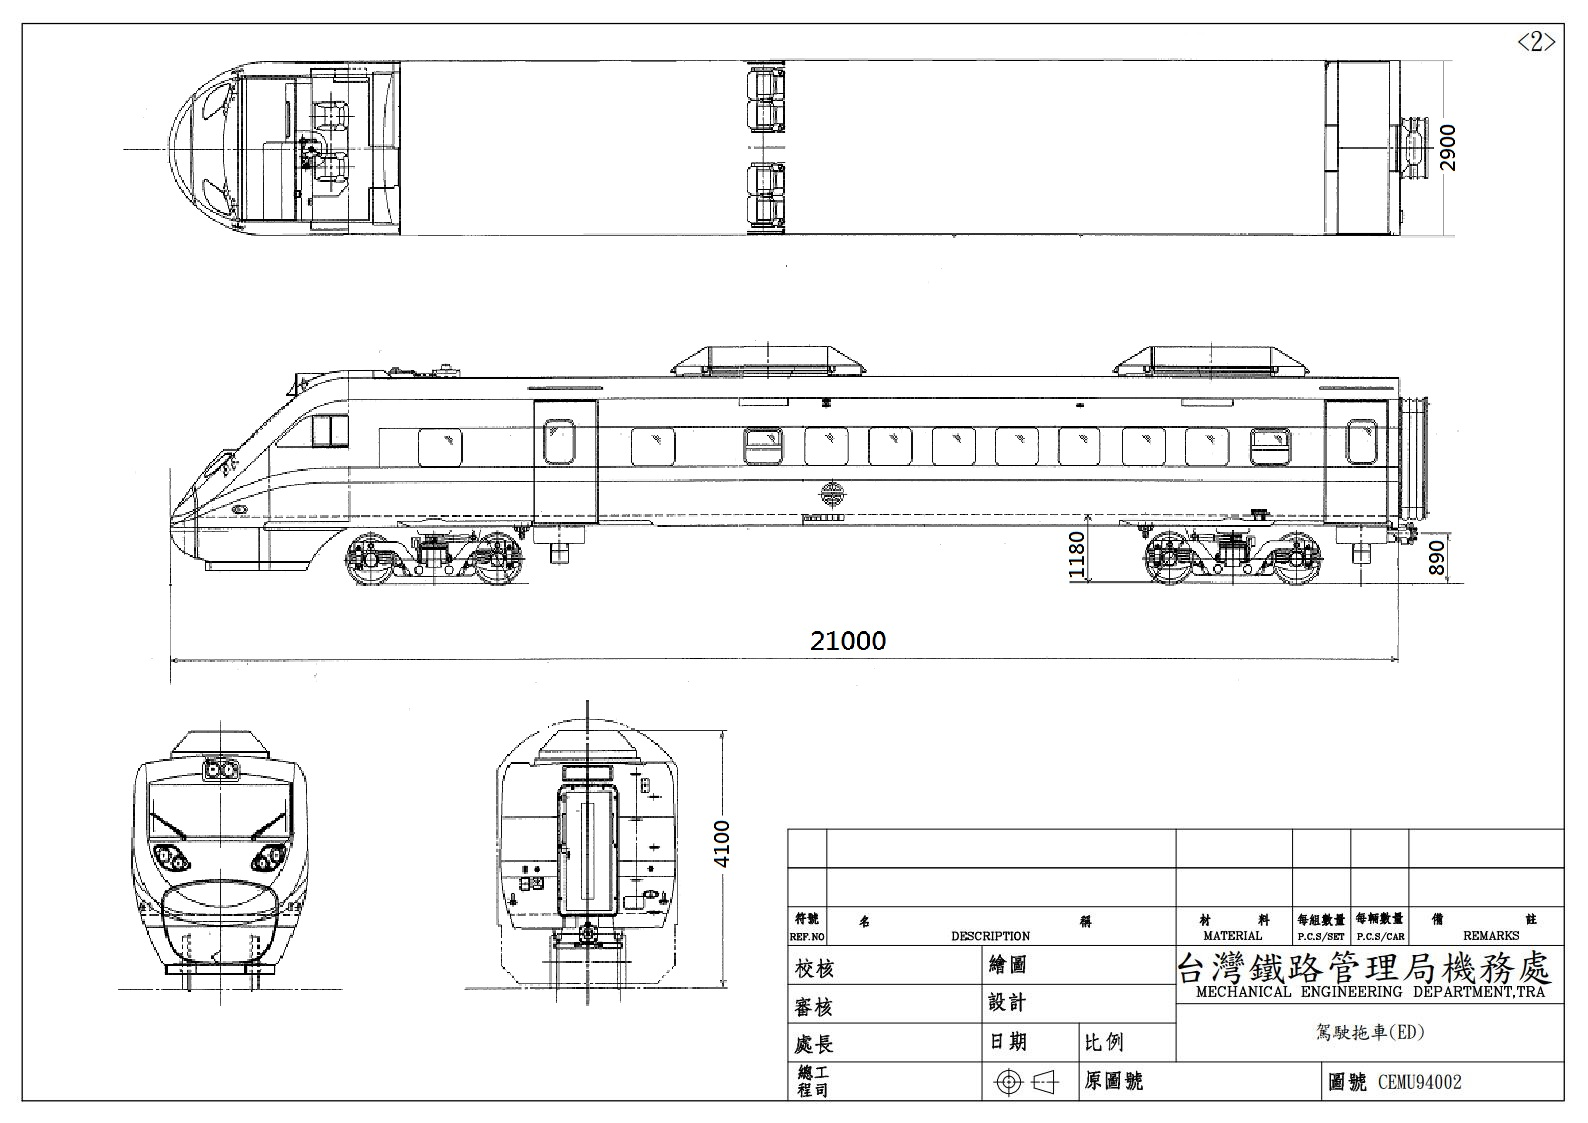 <2>
2900
1180
890
21000
4100
符號 名 稱 材 料 每組數量 每輛數量 備 註
REF.NO DESCRIPTION MATERIAL P.C.S/SET P.C.S/CAR REMARKS
校核 繪圖 台灣鐵路管理局機務處
MECHANICAL ENGINEERING DEPARTMENT,TRA
審核 設計
處長 日期 比例 駕駛拖車(ED)
總工
程司 原圖號 圖號 CEMU94002